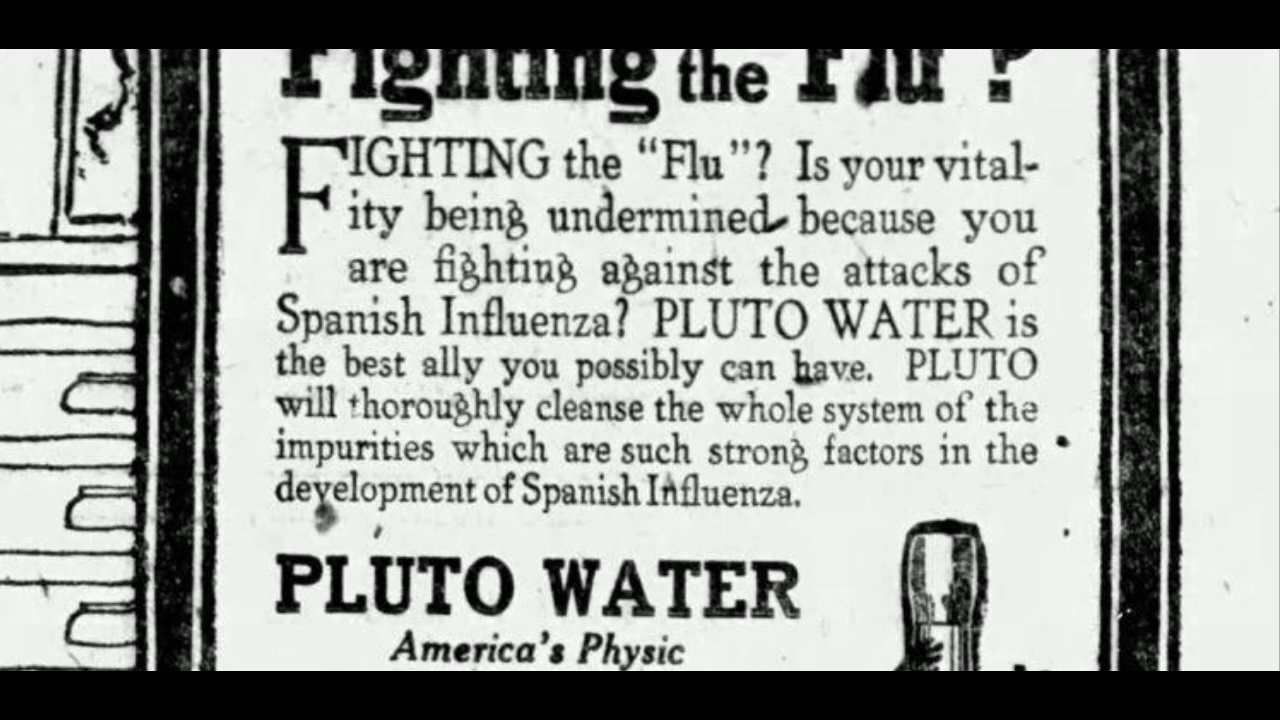 Fighting the Flu?
FIGHTING the "Flu"? Is your vital-
ity being undermined because you
are fighting against the attacks of
Spanish Influenza? PLUTO WATER is
the best ally you possibly can have. PLUTO
will thoroughly cleanse the whole system of the
impurities which are such strong factors in the
development of Spanish Influenza.
PLUTO WATER
America's Physic